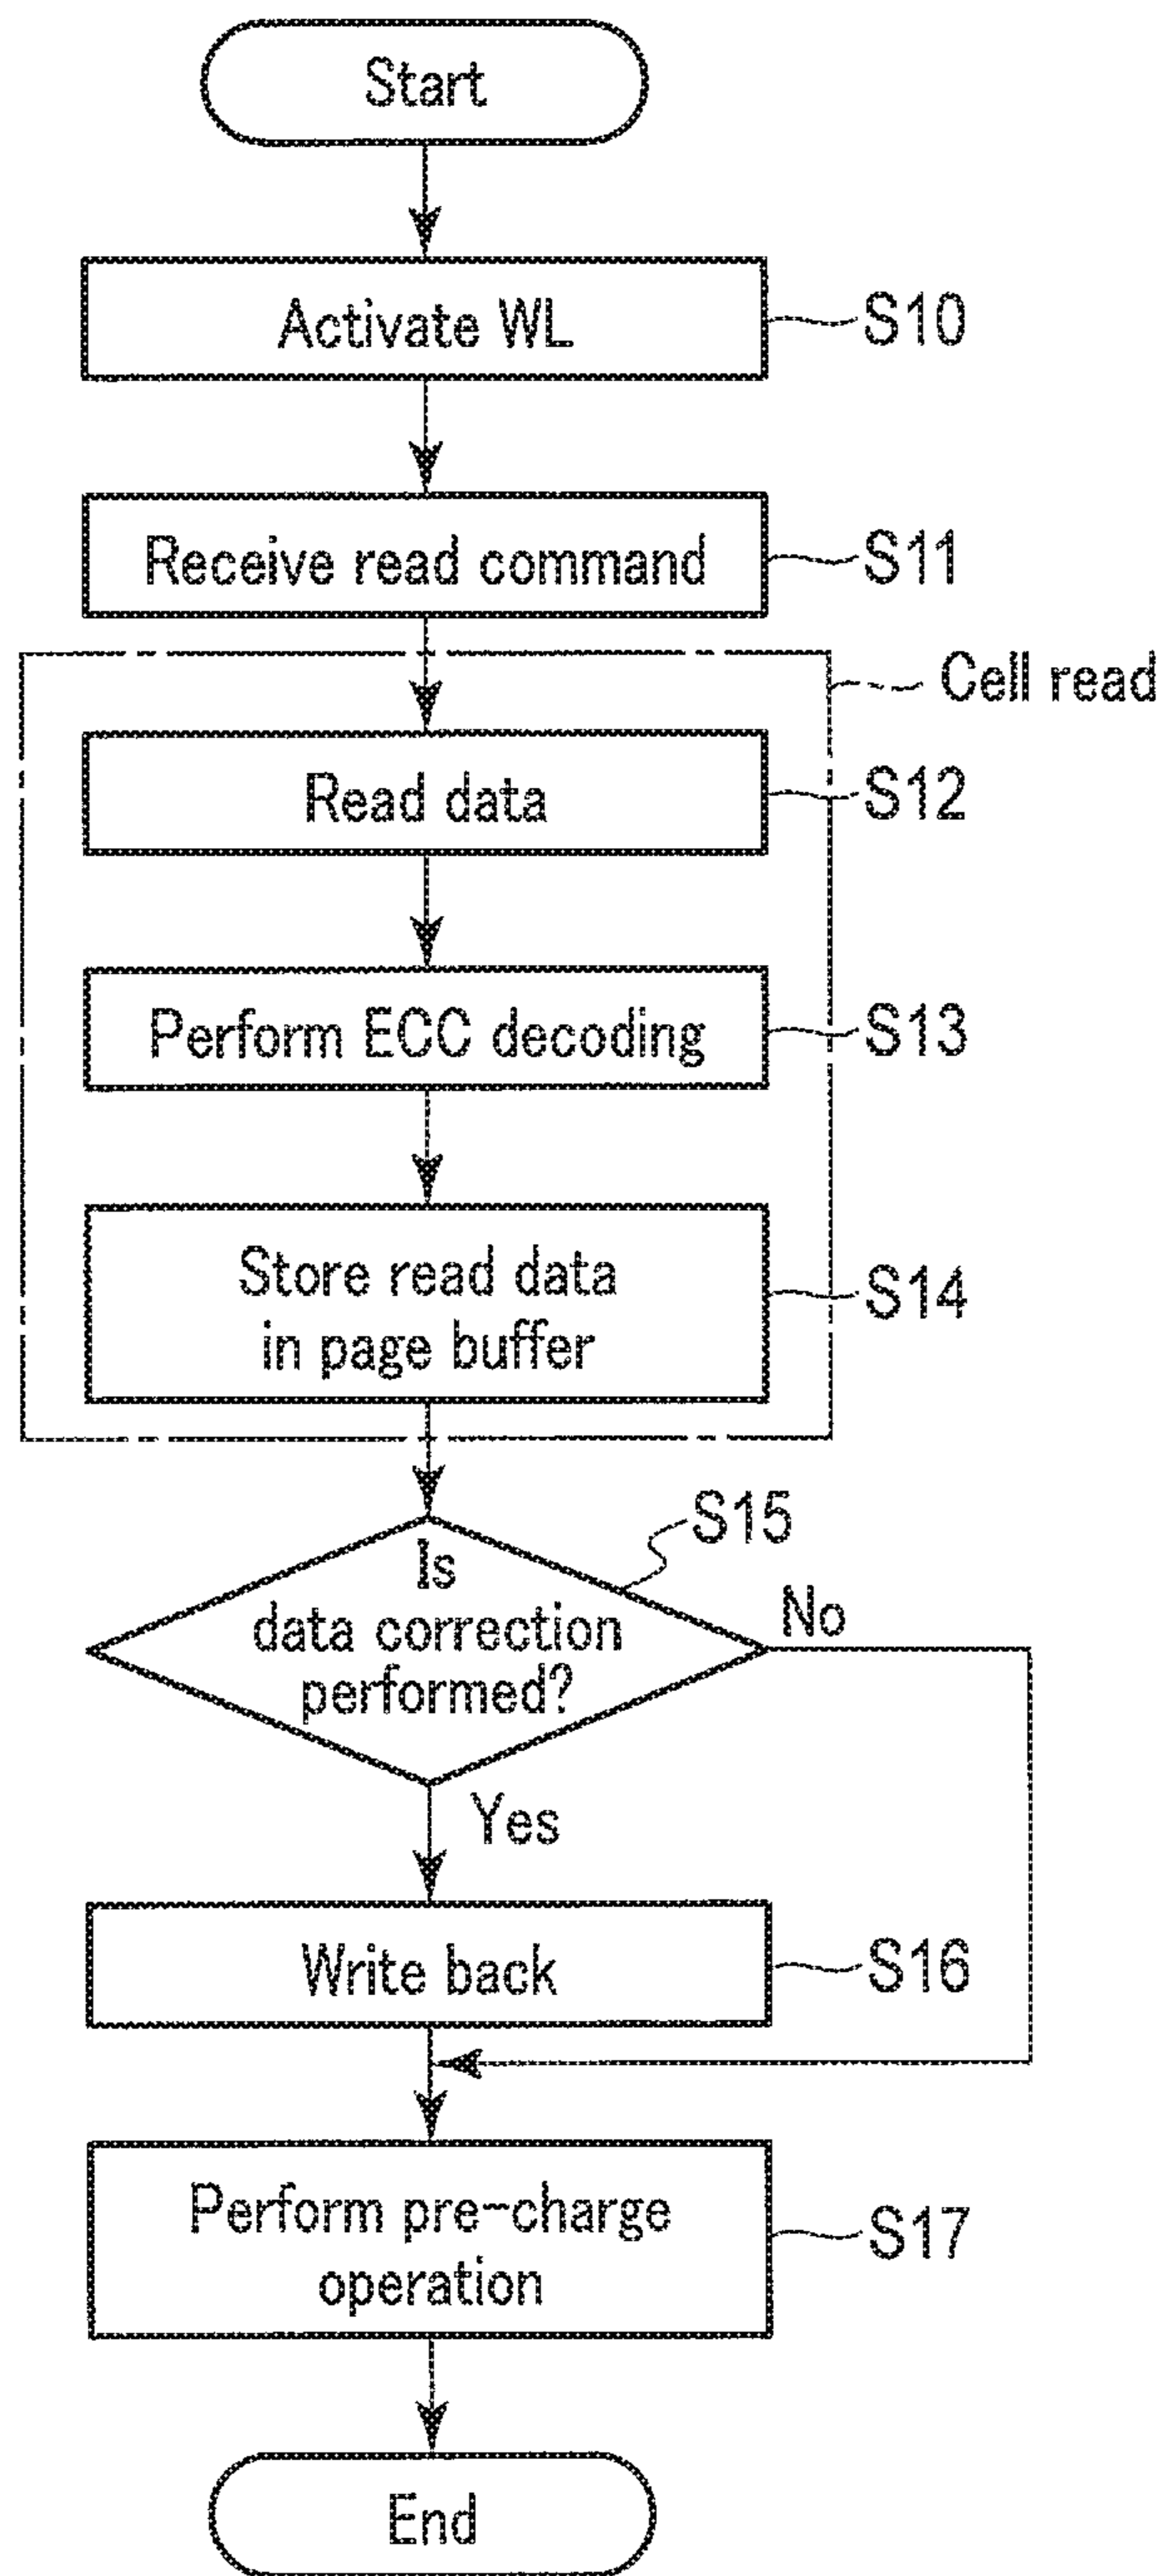 Start
Activate WL
S10
Receive read command
S11
Cell read
Read data
S12
Perform ECC decoding
S13
Store read data
in page buffer
S14
S15
Is
data correction
performed?
No
Yes
Write back
S16
Perform pre-charge
operation
S17
End